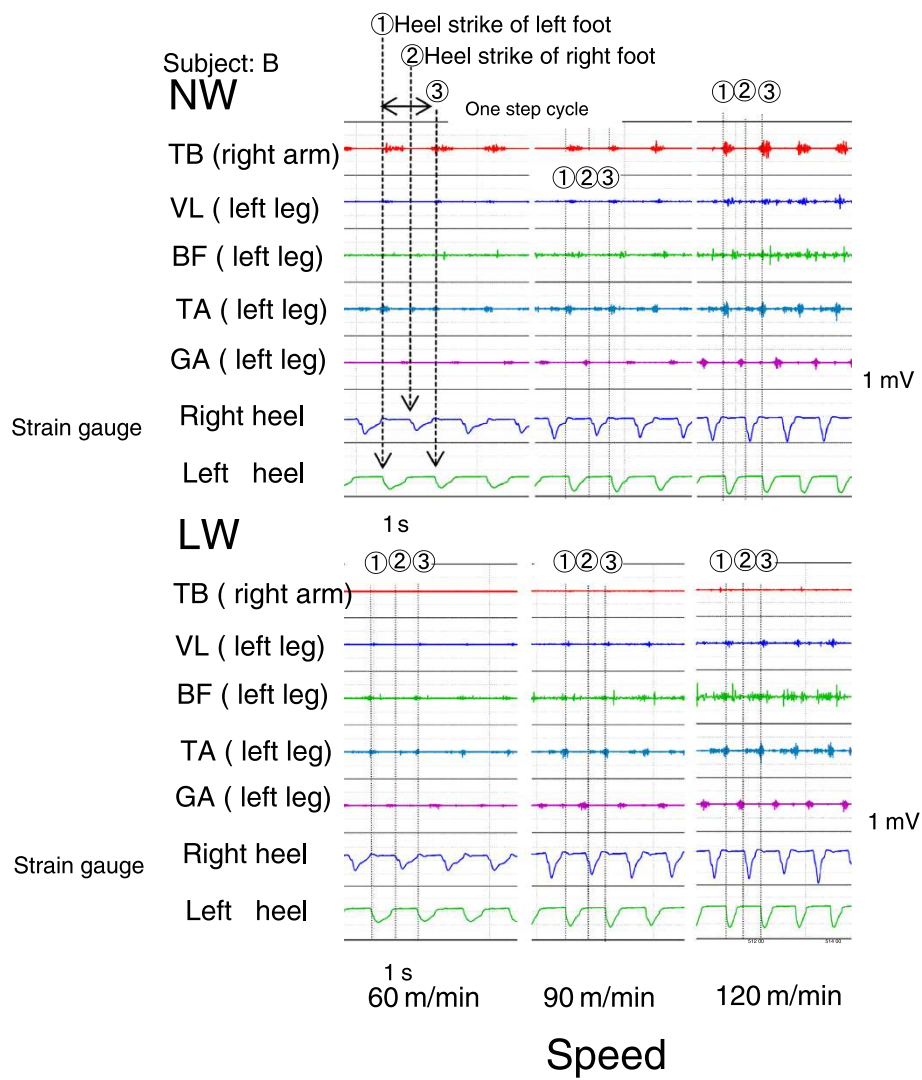 ①Heel strike of left foot
②Heel strike of right foot
Subject: B
NW
③
One step cycle
①②③
TB (right arm)
①②③
VL ( left leg)
BF ( left leg)
TA ( left leg)
GA ( left leg)
1 mV
Right heel
Strain gauge
Left heel
1 s
LW
①②③ ①②③ ①②③
TB ( right arm)
VL ( left leg)
BF ( left leg)
TA ( left leg)
GA ( left leg)
1 mV
Right heel
Strain gauge
Left heel
512 00 514 00
1 s
60 m/min 90 m/min 120 m/min
Speed